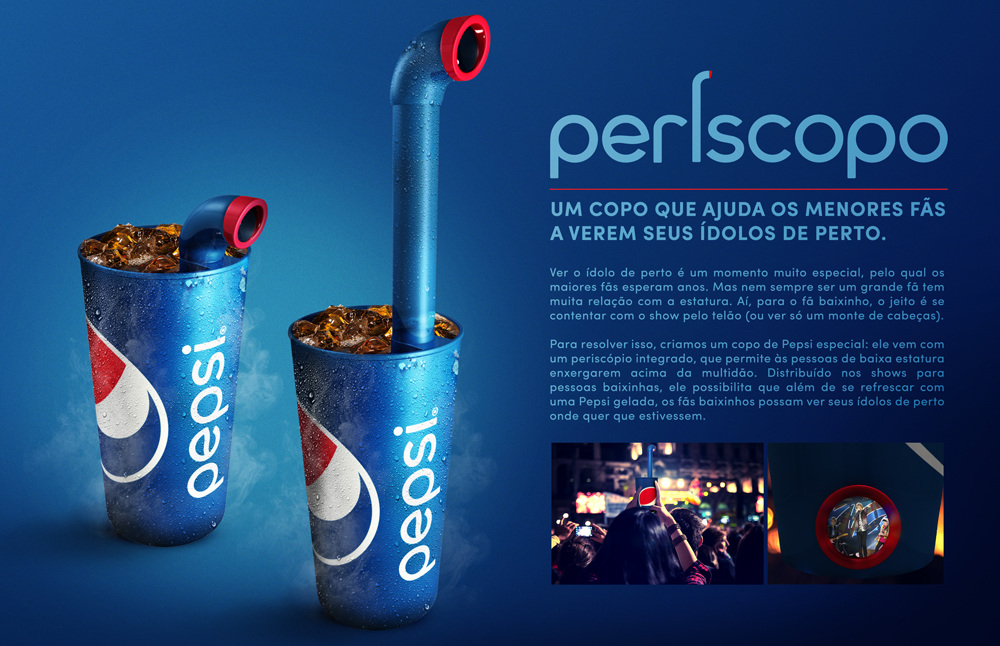 pepsi
pepsi
periscopo
UM COPO QUE AJUDA OS MENORES FÃS
A VEREM SEUS ÍDOLOS DE PERTO.
Ver o ídolo de perto é um momento muito especial, pelo qual os
maiores fãs esperam anos. Mas nem sempre ser um grande fã tem
muita relação com a estatura. Aí, para o fã baixinho, o jeito é se
contentar com o show pelo telão (ou ver só um monte de cabeças).
Para resolver isso, criamos um copo de Pepsi especial: ele vem com
um periscópio integrado, que permite às pessoas de baixa estatura
enxergarem acima da multidão. Distribuído nos shows para
pessoas baixinhas, ele possibilita que além de se refrescar com
uma Pepsi gelada, os fãs baixinhos possam ver seus ídolos de perto
onde quer que estivessem.